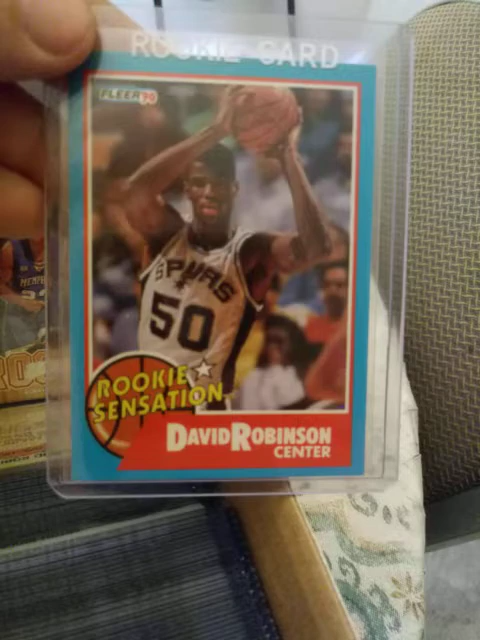 ROOKIE CARD
FLEER '90
SPURS
50
ROOKIE
SENSATION
DAVID ROBINSON
CENTER